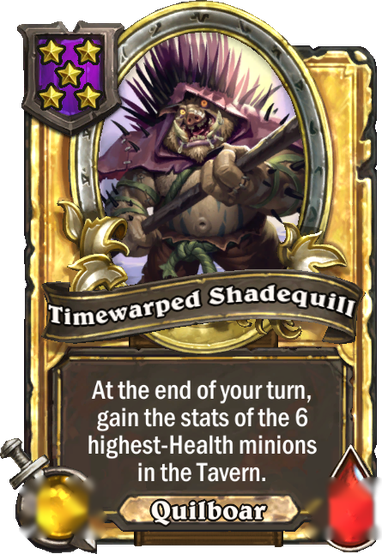 Timewarped Shadequill
At the end of your turn,
gain the stats of the 6
highest-Health minions
in the Tavern.
Quilboar